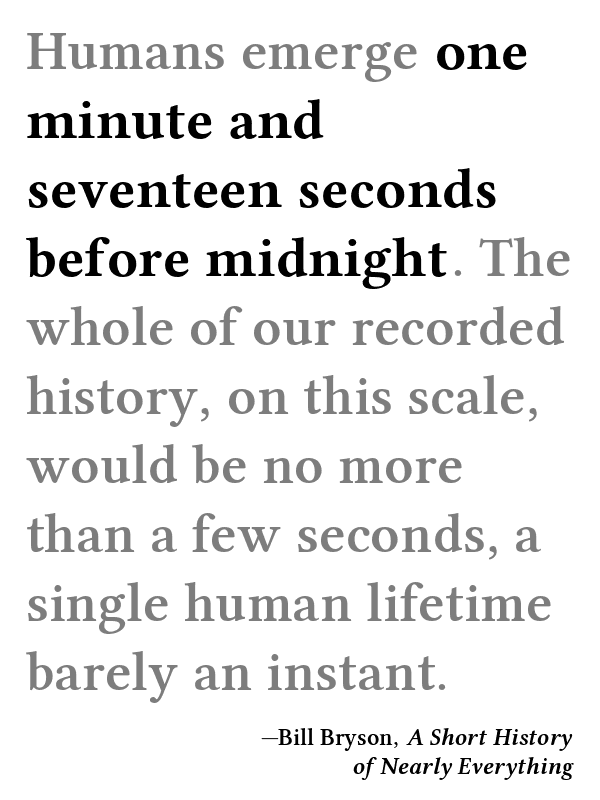 Humans emerge one
minute and
seventeen seconds
before midnight. The
whole of our recorded
history, on this scale,
would be no more
than a few seconds, a
single human lifetime
barely an instant.
—Bill Bryson, A Short History
of Nearly Everything